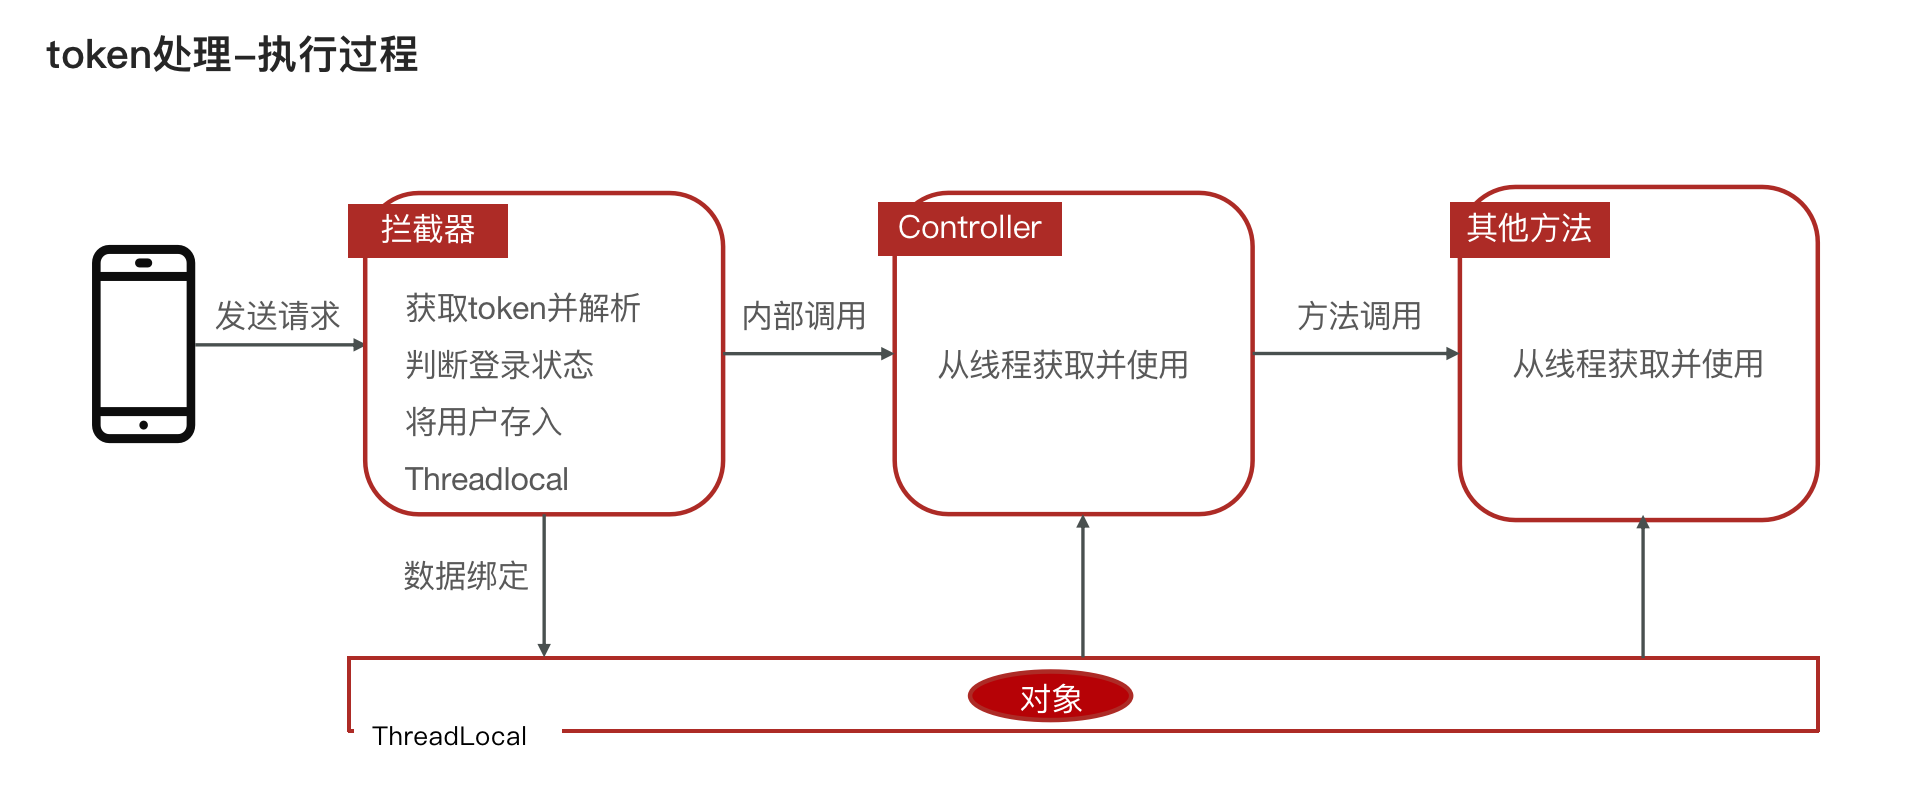 token处理–执行过程
拦截器
Controller
其他方法
发送请求
获取token并解析
判断登录状态
将用户存入
Threadlocal
内部调用
从线程获取并使用
方法调用
从线程获取并使用
数据绑定
对象
ThreadLocal